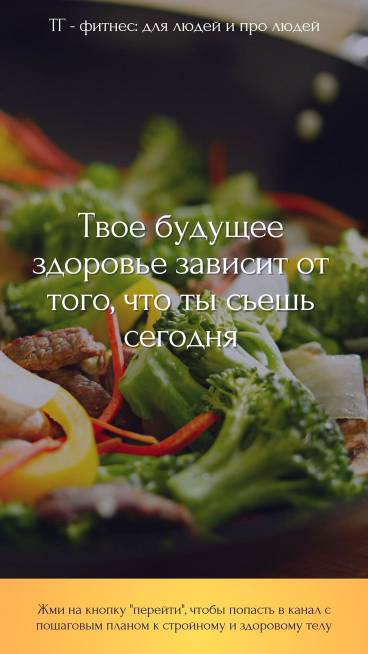 ТГ - фитнес: для людей и про людей
Твое будущее
здоровье зависит от
того, что ты съешь
сегодня
Жми на кнопку "перейти", чтобы попасть в канал с
пошаговым планом к стройному и здоровому телу